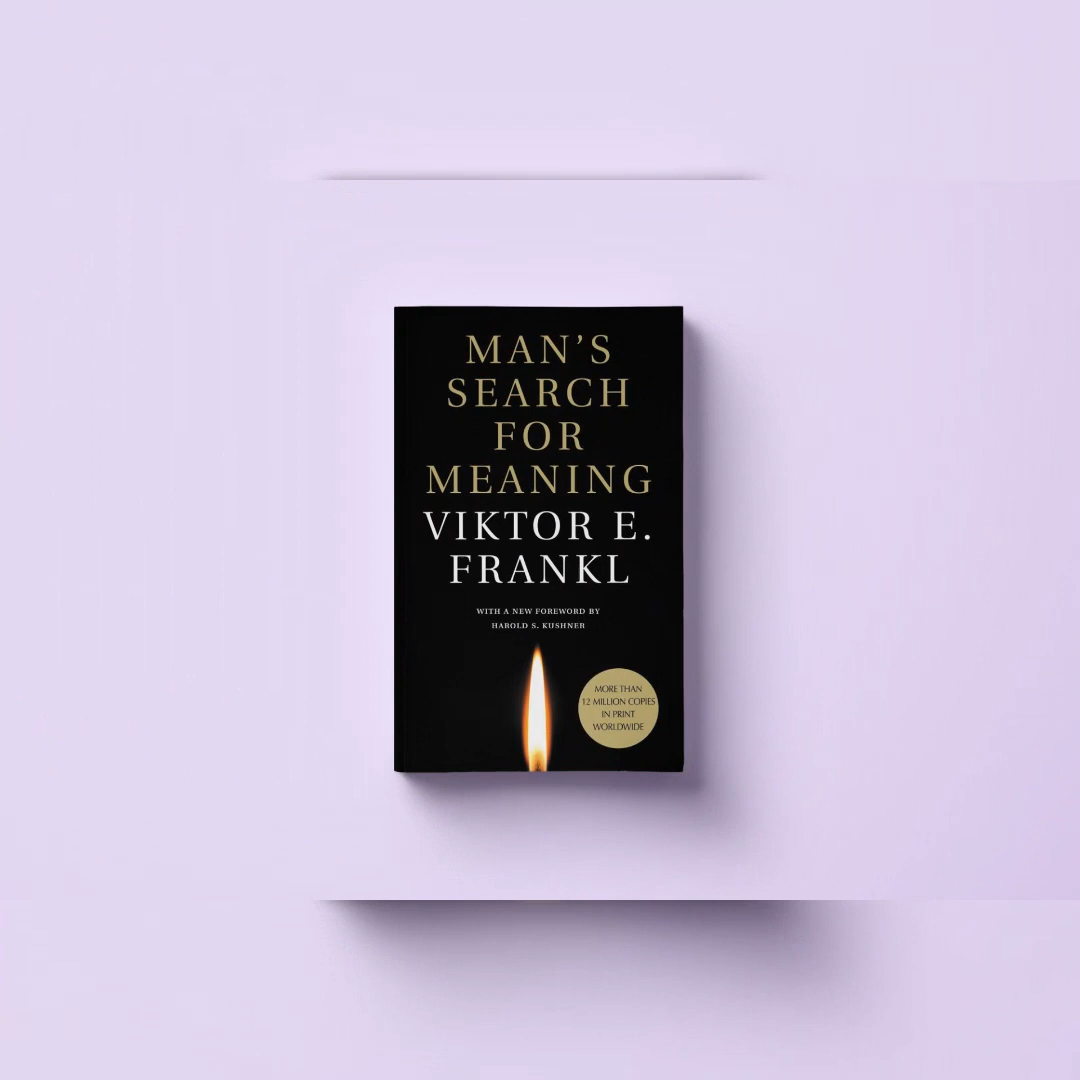 MAN’S
SEARCH
FOR
MEANING
VIKTOR E.
FRANKL
WITH A NEW FOREWORD BY
HAROLD S. KUSHNER
MORE THAN
12 MILLION COPIES
IN PRINT
WORLDWIDE